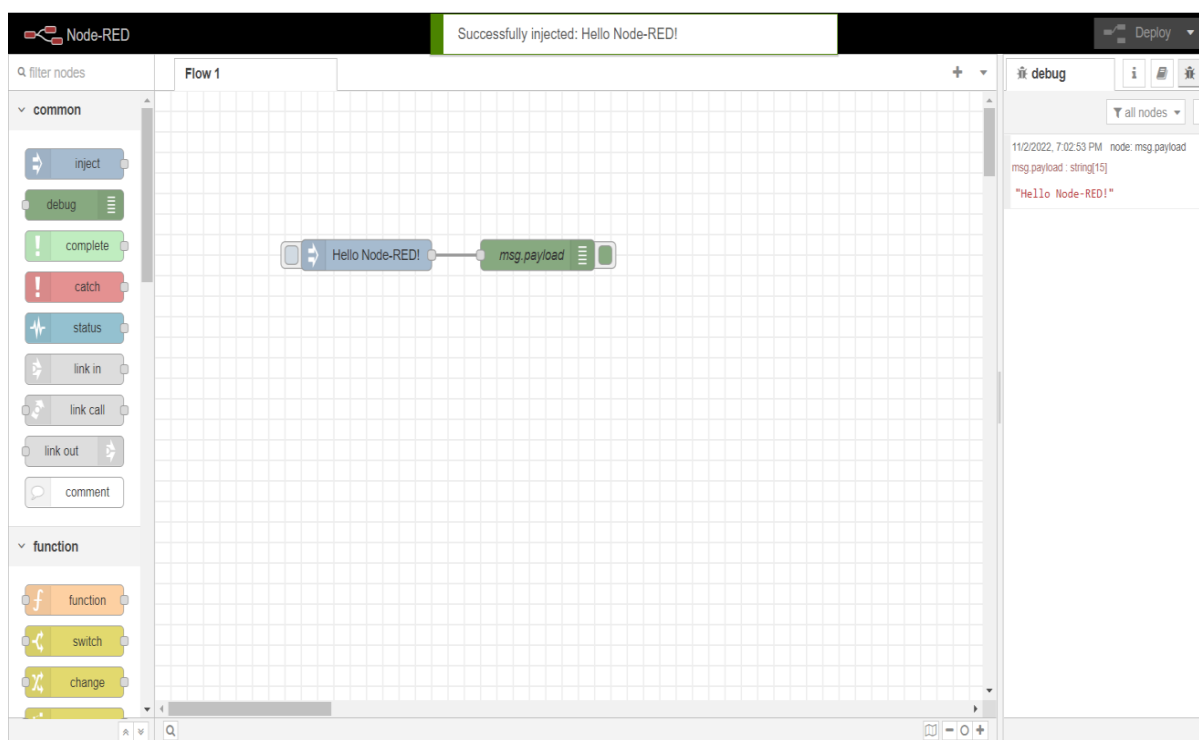 Node-RED
Successfully injected: Hello Node-RED!
Deploy
filter nodes
Flow 1
debug
i
all nodes
common
inject
debug
complete
catch
status
link in
link call
link out
comment
function
function
switch
change
Hello Node-RED!
msg.payload
11/2/2022, 7:02:53 PM node: msg.payload
msg.payload : string[15]
"Hello Node-RED!"